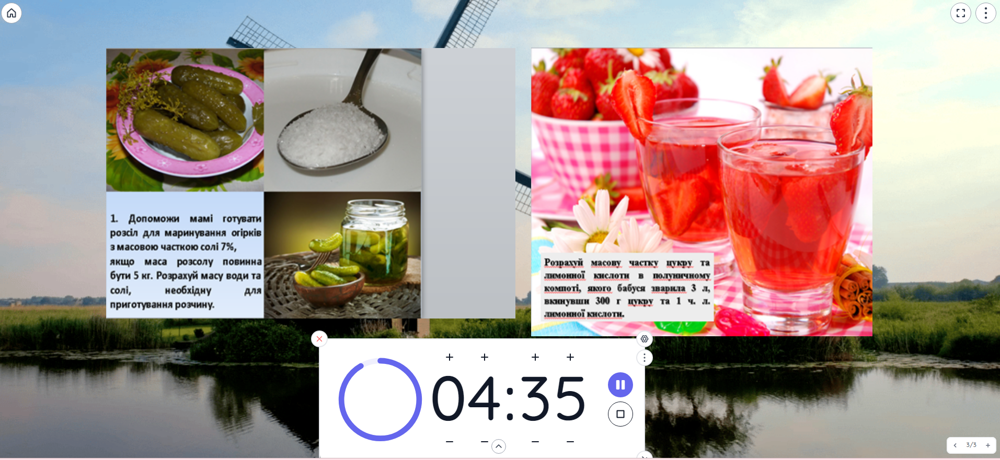 1. Допоможи мамі готувати
розсіл для маринування огірків
з масовою часткою солі 7%,
якщо маса розсолу повинна
бути 5 кг. Розрахуй масу води та
солі, необхідну для
приготування розчину.
Розрахуй масову частку цукру та
лимонної кислоти в полуничному
компоті, якого бабуся зварила 3 л,
вкинувши 300 г цукру та 1 ч. л.
лимонної кислоти.
04:35
3/3